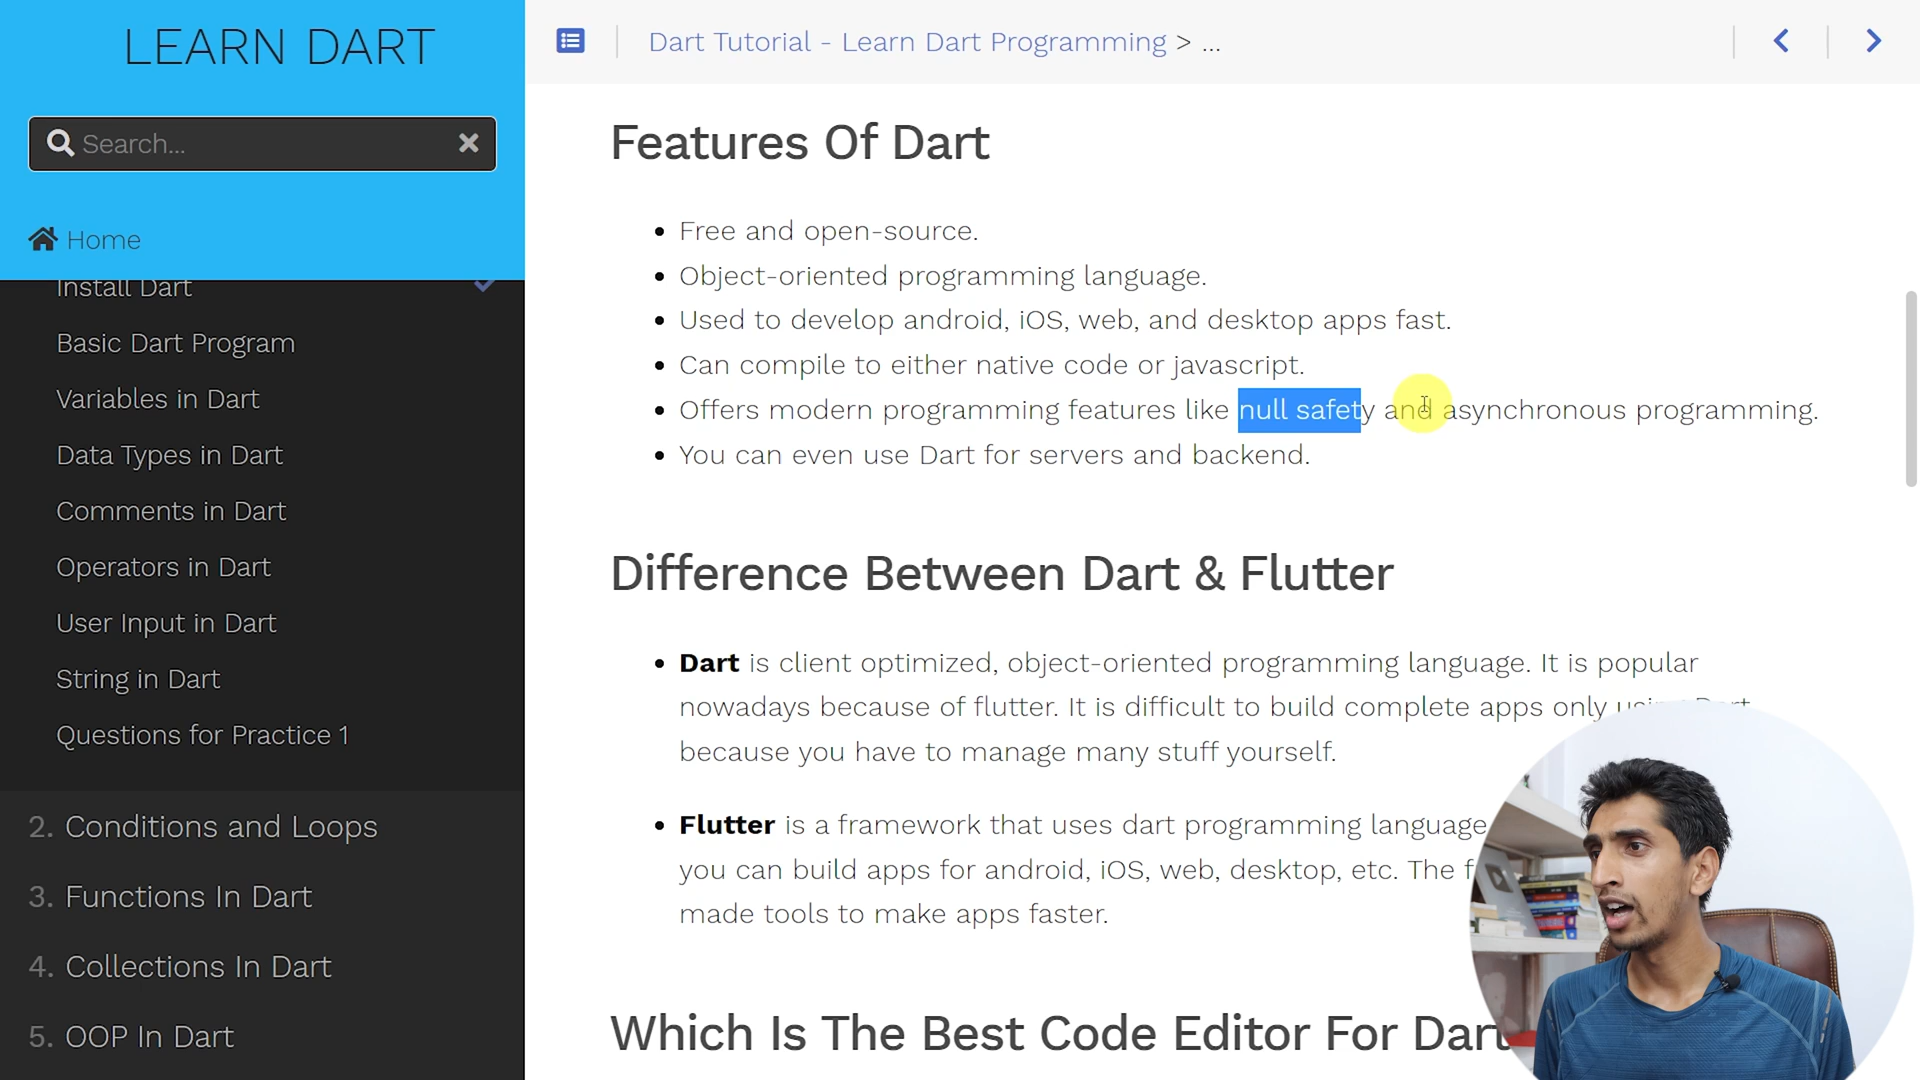 LEARN DART
Search...
Home
Install Dart
Basic Dart Program
Variables in Dart
Data Types in Dart
Comments in Dart
Operators in Dart
User Input in Dart
String in Dart
Questions for Practice 1
2. Conditions and Loops
3. Functions In Dart
4. Collections In Dart
5. OOP In Dart
Dart Tutorial - Learn Dart Programming > ...
Features Of Dart
Free and open-source.
Object-oriented programming language.
Used to develop android, iOS, web, and desktop apps fast.
Can compile to either native code or javascript.
Offers modern programming features like null safety and asynchronous programming.
You can even use Dart for servers and backend.
Difference Between Dart & Flutter
Dart is client optimized, object-oriented programming language. It is popular
nowadays because of flutter. It is difficult to build complete apps only using Dart
because you have to manage many stuff yourself.
Flutter is a framework that uses dart programming language
you can build apps for android, iOS, web, desktop, etc. The
made tools to make apps faster.
Which Is The Best Code Editor For Dart